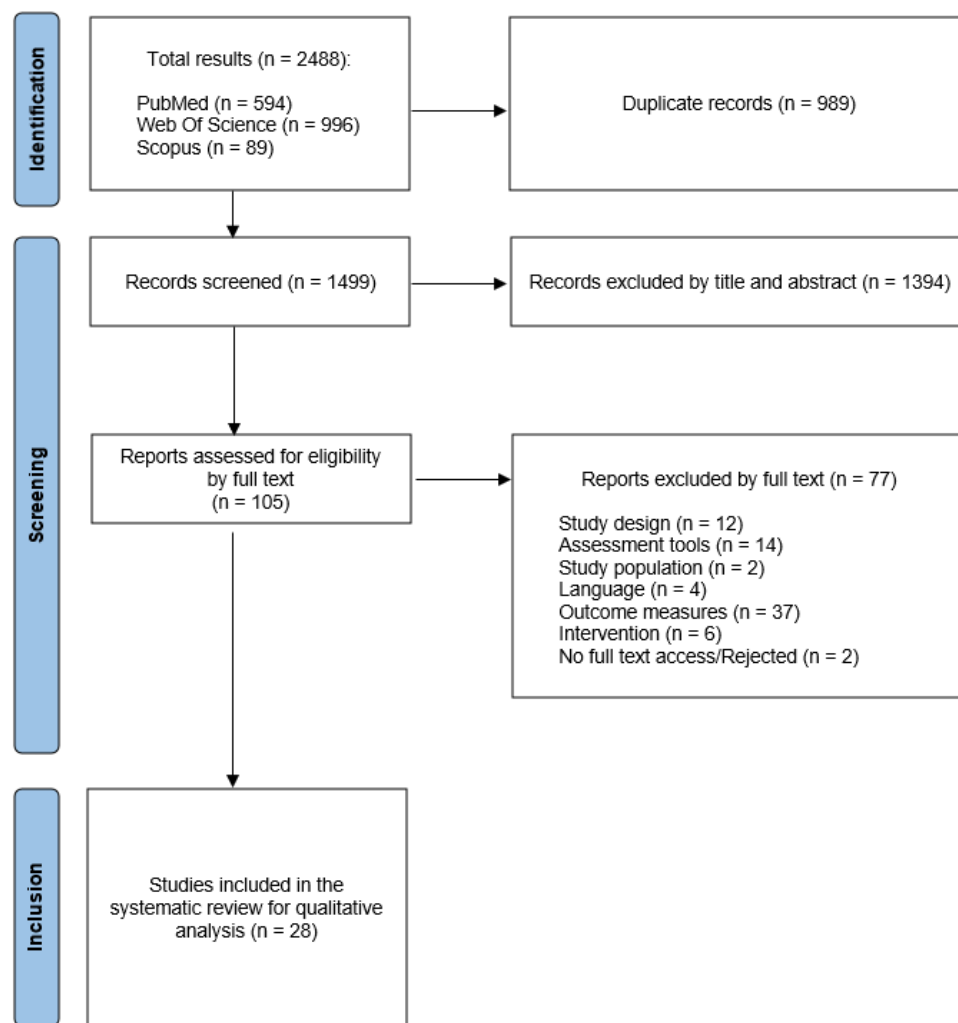 Identification
Total results (n = 2488):
PubMed (n = 594)
Web Of Science (n = 996)
Scopus (n = 89)
Duplicate records (n = 989)
Screening
Records screened (n = 1499)
Records excluded by title and abstract (n = 1394)
Reports assessed for eligibility
by full text
(n = 105)
Reports excluded by full text (n = 77)
Study design (n = 12)
Assessment tools (n = 14)
Study population (n = 2)
Language (n = 4)
Outcome measures (n = 37)
Intervention (n = 6)
No full text access/Rejected (n = 2)
Inclusion
Studies included in the
systematic review for qualitative
analysis (n = 28)